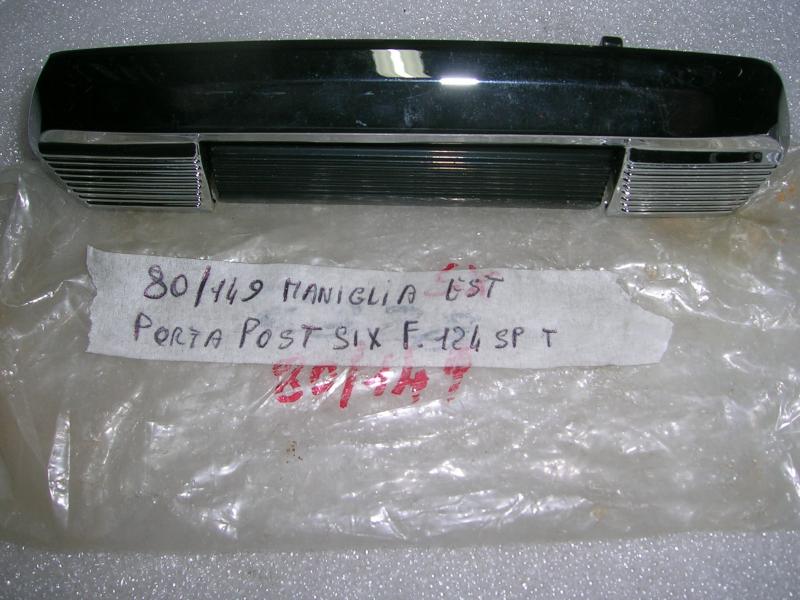 80/149 MANIGLIA EST
PORTA POST SIX F. 124 SP T
80/149